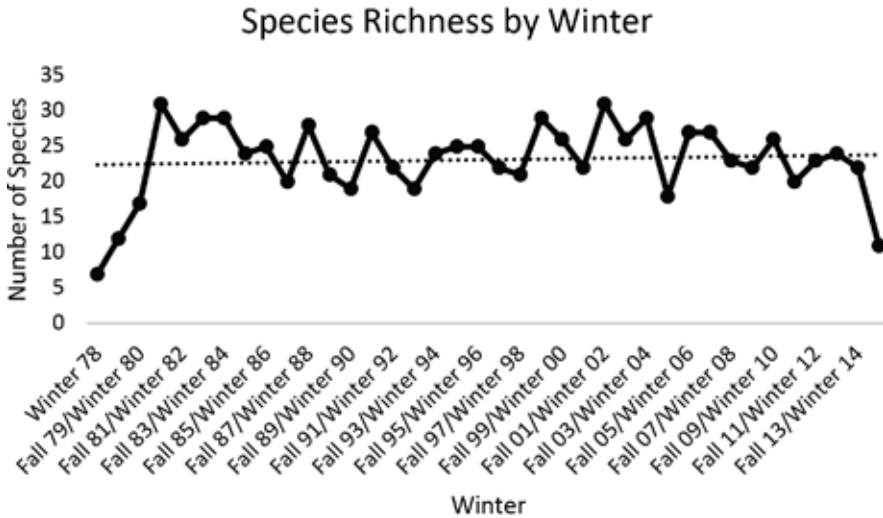 Species Richness by Winter
Number of Species
35
30
25
20
15
10
5
0
Winter 78
Fall 79/Winter 80
Fall 81/Winter 82
Fall 83/Winter 84
Fall 85/Winter 86
Fall 87/Winter 88
Fall 89/Winter 90
Fall 91/Winter 92
Fall 93/Winter 94
Fall 95/Winter 96
Fall 97/Winter 98
Fall 99/Winter 00
Fall 01/Winter 02
Fall 03/Winter 04
Fall 05/Winter 06
Fall 07/Winter 08
Fall 09/Winter 10
Fall 11/Winter 12
Fall 13/Winter 14
Winter